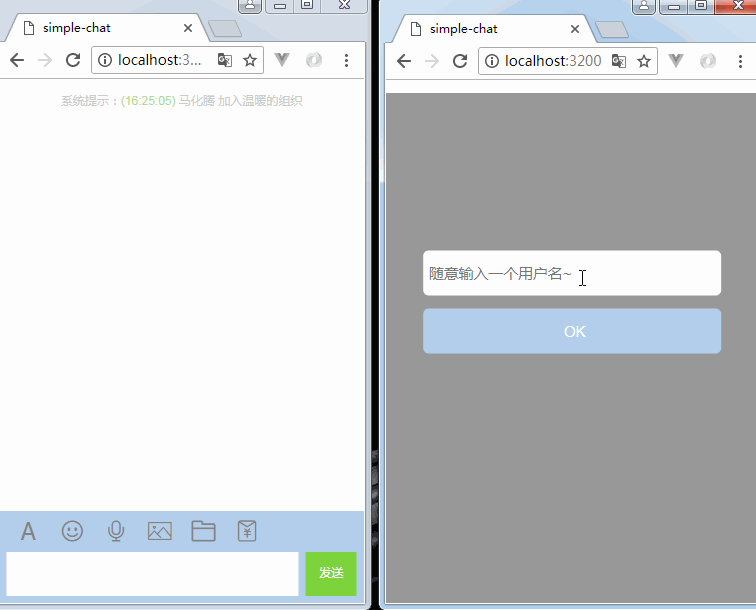 simple-chat
localhost:3...
系统提示：(16:25:05) 马化腾 加入温暖的组织
A
发送
simple-chat
localhost:3200
随意输入一个用户名~
OK